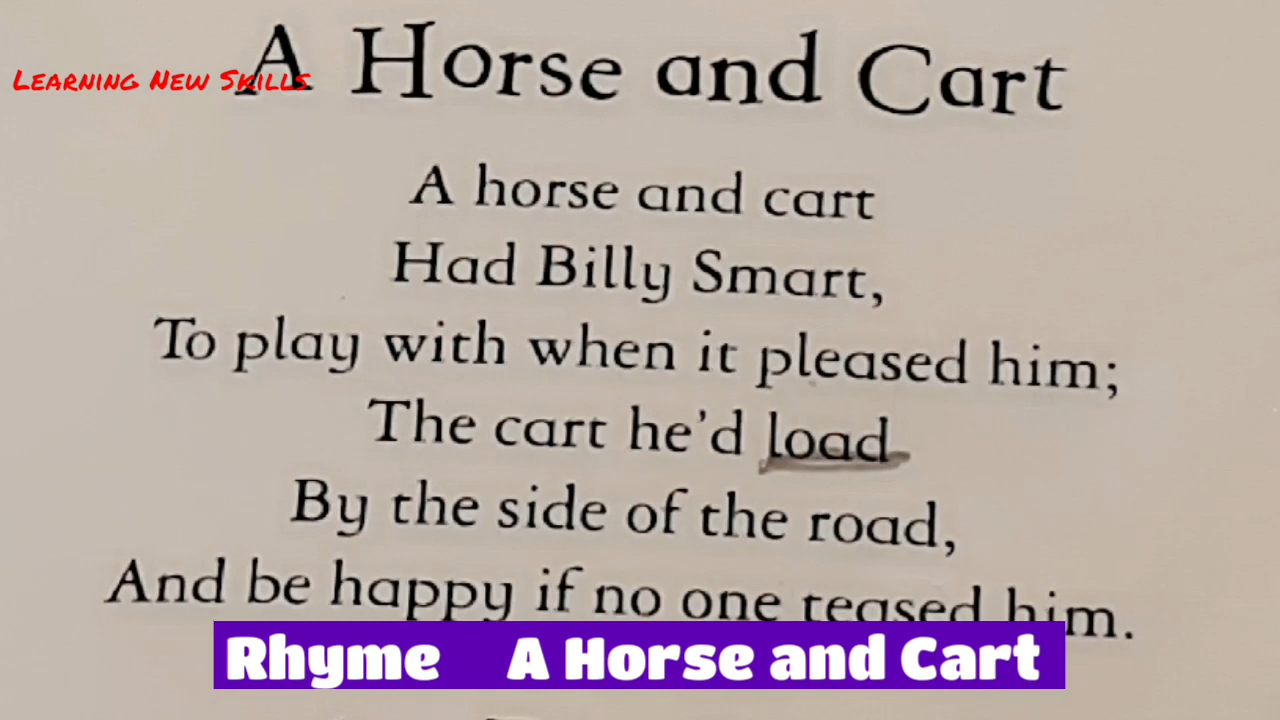 A Horse and Cart
Learning New Skills
A horse and cart
Had Billy Smart,
To play with when it pleased him;
The cart he'd load
By the side of the road,
And be happy if no one teased him.
Rhyme A Horse and Cart